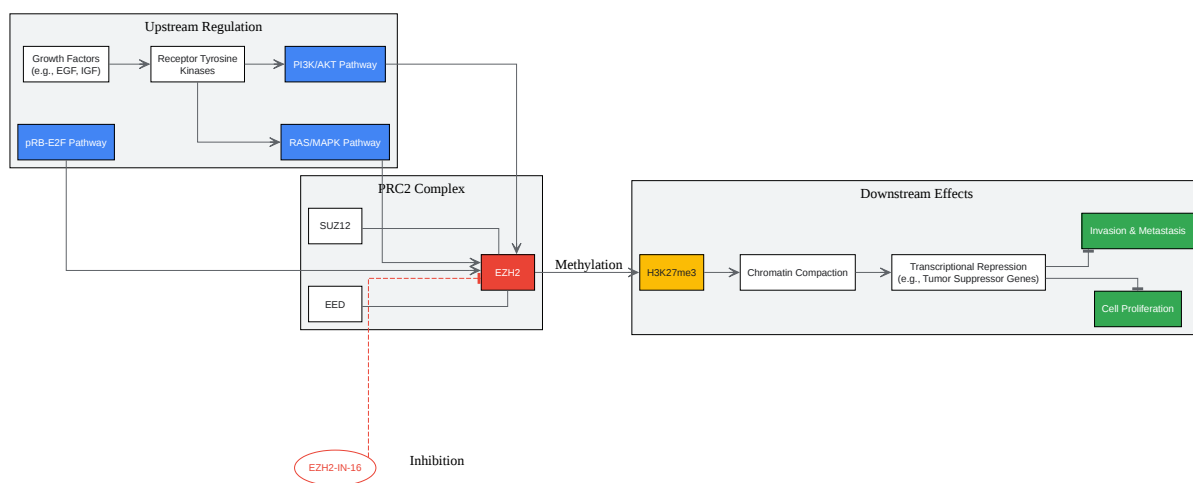 Upstream Regulation
Growth Factors
(e.g., EGF, IGF)
Receptor Tyrosine
Kinases
PI3K/AKT Pathway
pRB-E2F Pathway
RAS/MAPK Pathway
PRC2 Complex
SUZ12
EZH2
EED
Methylation
Downstream Effects
H3K27me3
Chromatin Compaction
Transcriptional Repression
(e.g., Tumor Suppressor Genes)
Invasion & Metastasis
Cell Proliferation
EZH2-IN-16
Inhibition